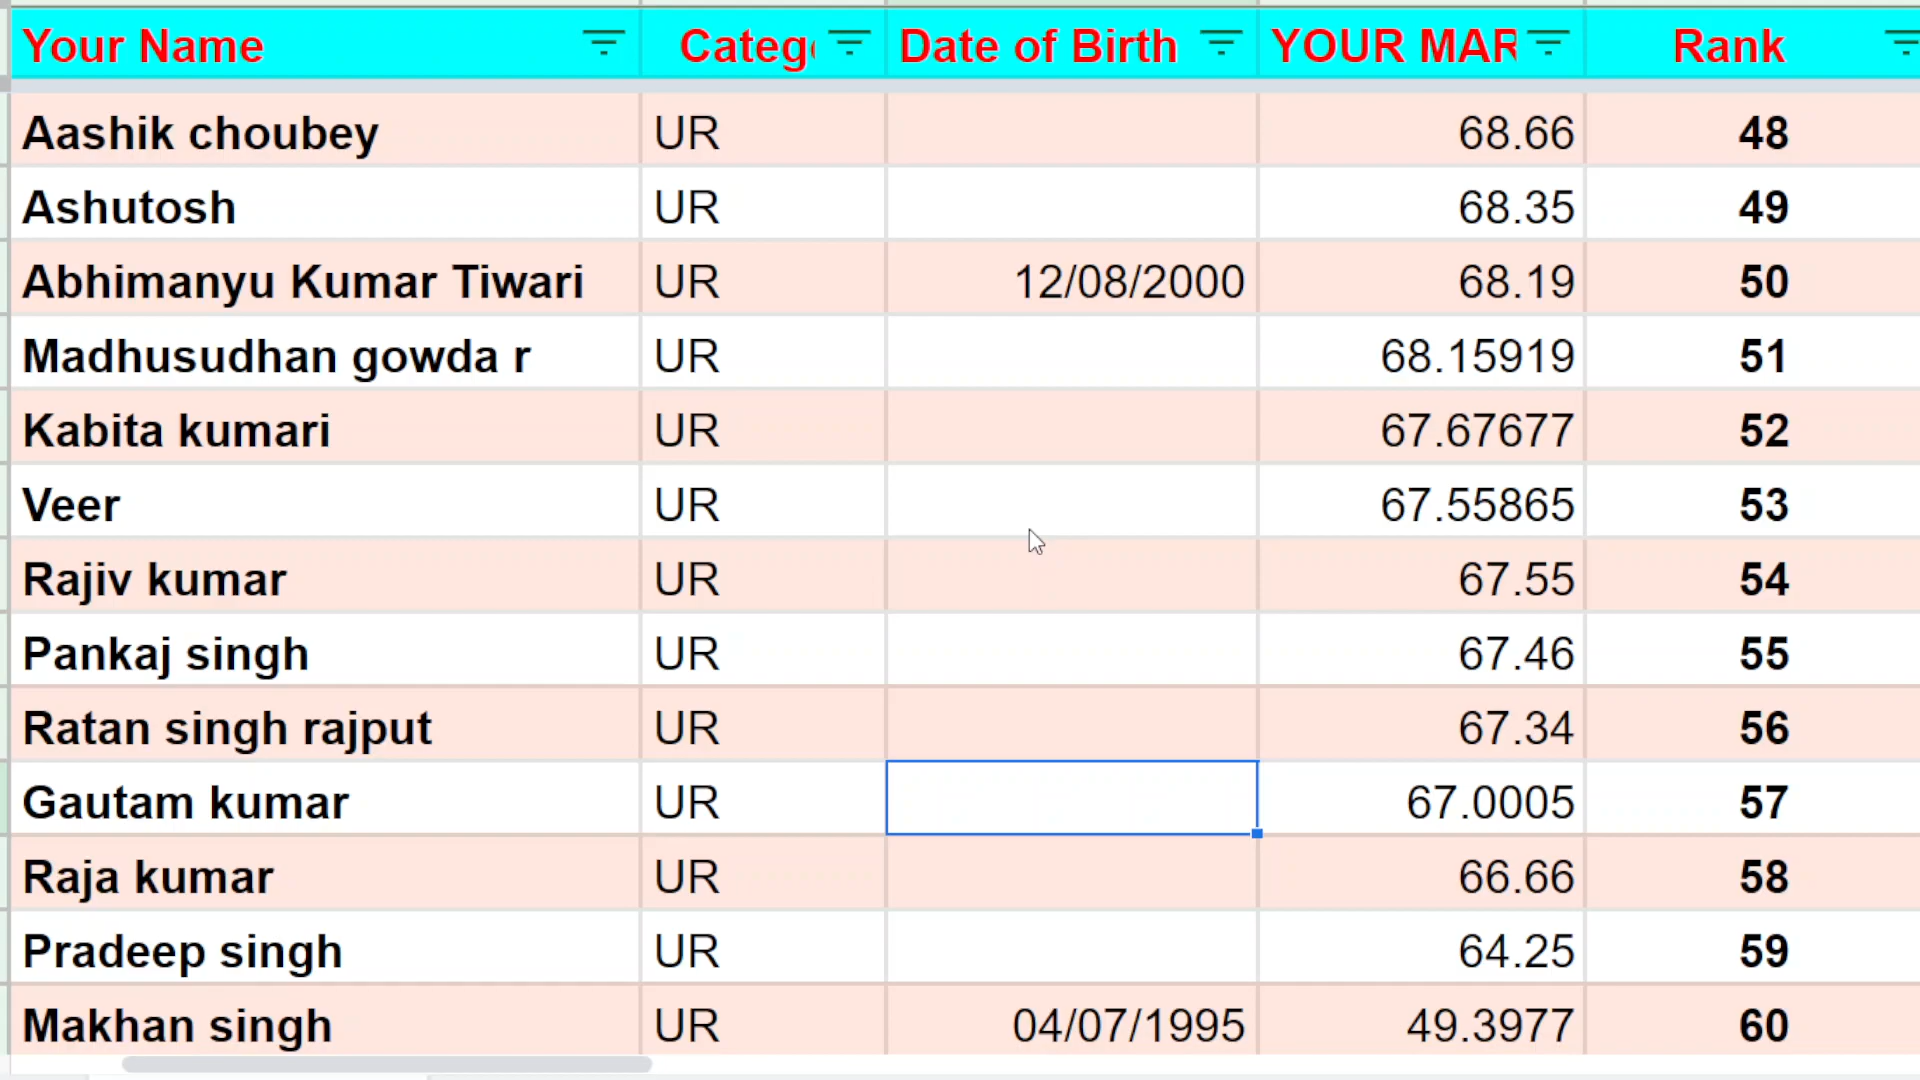 Your Name Catego Date of Birth YOUR MAR Rank
Aashik choubey UR 68.66 48
Ashutosh UR 68.35 49
Abhimanyu Kumar Tiwari UR 12/08/2000 68.19 50
Madhusudhan gowda r UR 68.15919 51
Kabita kumari UR 67.67677 52
Veer UR 67.55865 53
Rajiv kumar UR 67.55 54
Pankaj singh UR 67.46 55
Ratan singh rajput UR 67.34 56
Gautam kumar UR 67.0005 57
Raja kumar UR 66.66 58
Pradeep singh UR 64.25 59
Makhan singh UR 04/07/1995 49.3977 60